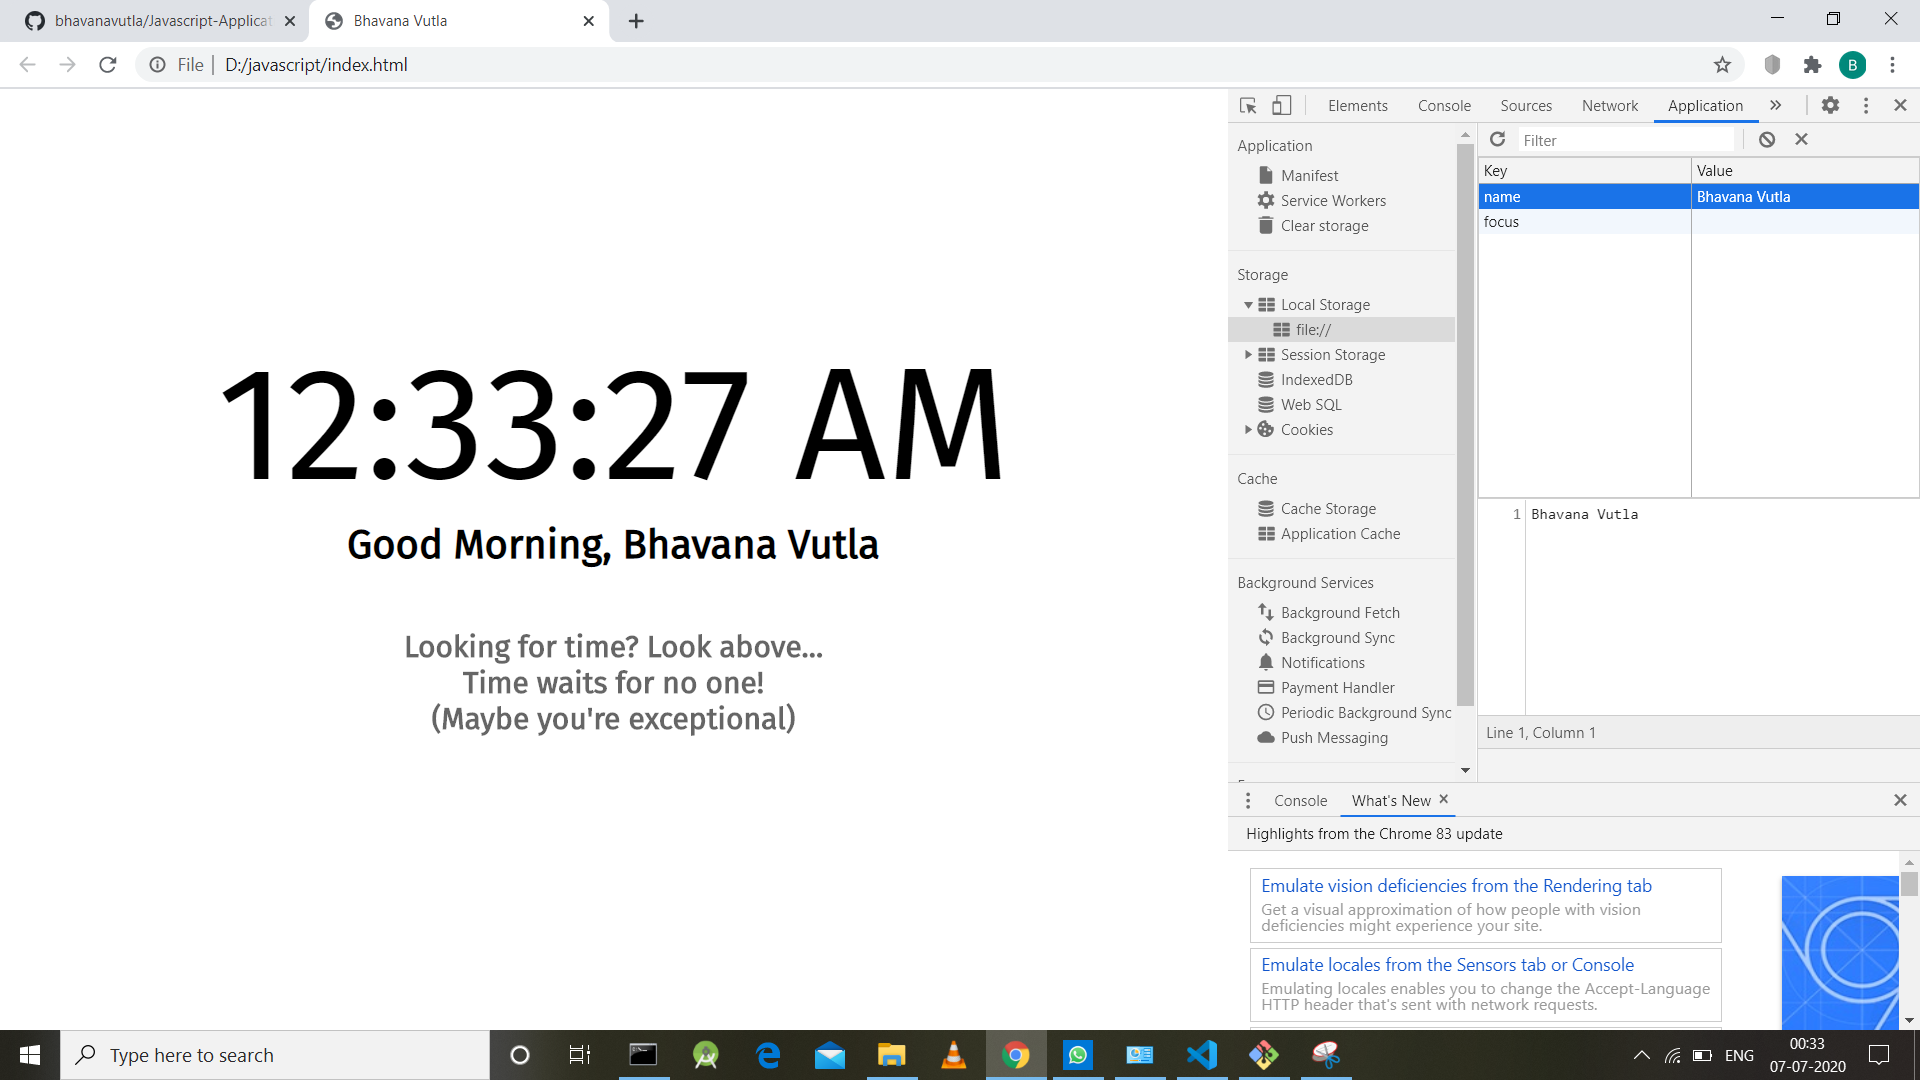 bhavanavutla/Javascript-Applicat
Bhavana Vutla
File
D:/javascript/index.html
B
12:33:27 AM
Good Morning, Bhavana Vutla
Looking for time? Look above...
Time waits for no one!
(Maybe you're exceptional)
Elements Console Sources Network Application
Application
Manifest
Service Workers
Clear storage
Storage
Local Storage
file://
Session Storage
IndexedDB
Web SQL
Cookies
Cache
Cache Storage
Application Cache
Background Services
Background Fetch
Background Sync
Notifications
Payment Handler
Periodic Background Sync
Push Messaging
Filter
Key Value
name Bhavana Vutla
focus
1 Bhavana Vutla
Line 1, Column 1
Console What's New
Highlights from the Chrome 83 update
Emulate vision deficiencies from the Rendering tab
Get a visual approximation of how people with vision
deficiencies might experience your site.
Emulate locales from the Sensors tab or Console
Emulating locales enables you to change the Accept-Language
HTTP header that's sent with network requests.
Type here to search
ENG
00:33
07-07-2020